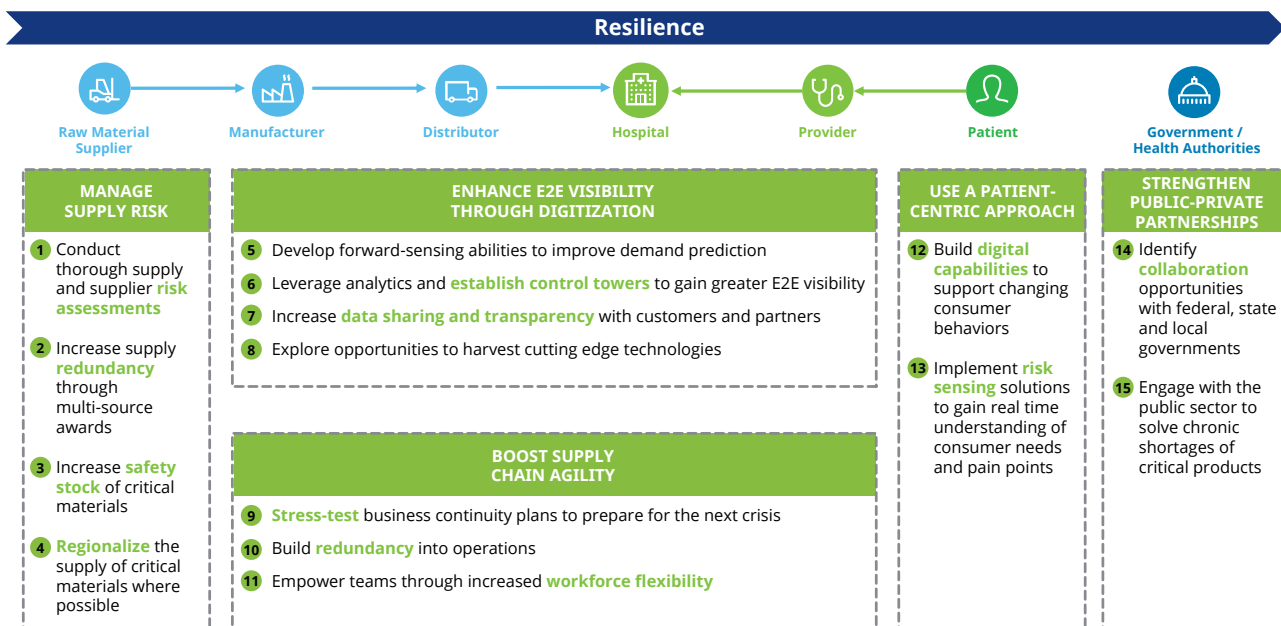 Resilience
Raw Material
Supplier
Manufacturer
Distributor
Hospital
Provider
Patient
Government /
Health Authorities
MANAGE
SUPPLY RISK
1 Conduct
thorough supply
and supplier risk
assessments
2 Increase supply
redundancy
through
multi-source
awards
3 Increase safety
stock of critical
materials
4 Regionalize the
supply of critical
materials where
possible
ENHANCE E2E VISIBILITY
THROUGH DIGITIZATION
5 Develop forward-sensing abilities to improve demand prediction
6 Leverage analytics and establish control towers to gain greater E2E visibility
7 Increase data sharing and transparency with customers and partners
8 Explore opportunities to harvest cutting edge technologies
BOOST SUPPLY
CHAIN AGILITY
9 Stress-test business continuity plans to prepare for the next crisis
10 Build redundancy into operations
11 Empower teams through increased workforce flexibility
USE A PATIENT-
CENTRIC APPROACH
12 Build digital
capabilities to
support changing
consumer
behaviors
13 Implement risk
sensing solutions
to gain real time
understanding of
consumer needs
and pain points
STRENGTHEN
PUBLIC-PRIVATE
PARTNERSHIPS
14 Identify
collaboration
opportunities
with federal, state
and local
governments
15 Engage with the
public sector to
solve chronic
shortages of
critical products